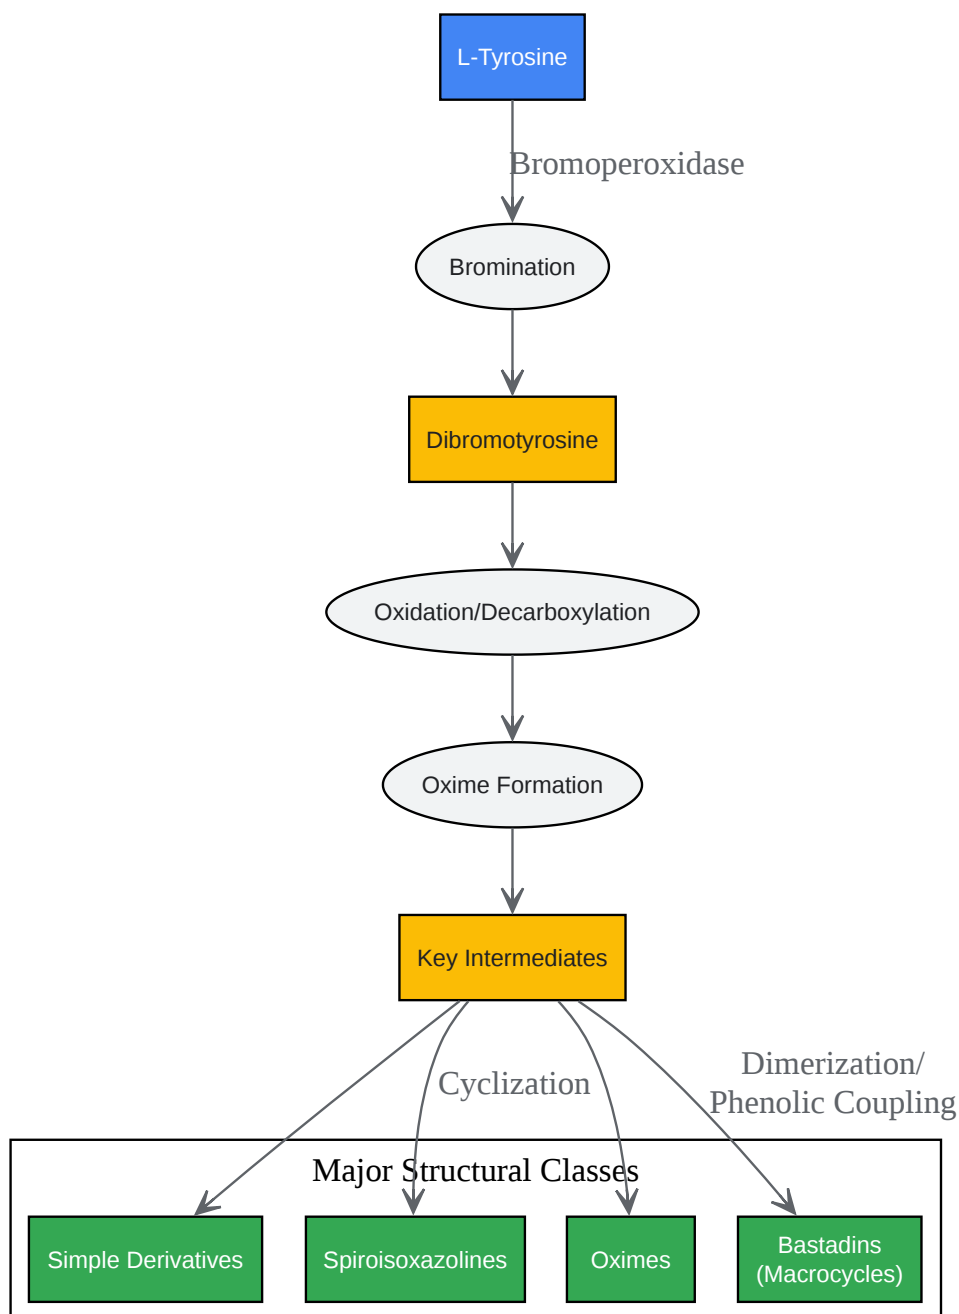 L-Tyrosine
Bromoperoxidase
Bromination
Dibromotyrosine
Oxidation/Decarboxylation
Oxime Formation
Key Intermediates
Cyclization
Dimerization/
Phenolic Coupling
Major Structural Classes
Simple Derivatives
Spiroisoxazolines
Oximes
Bastadins
(Macrocycles)